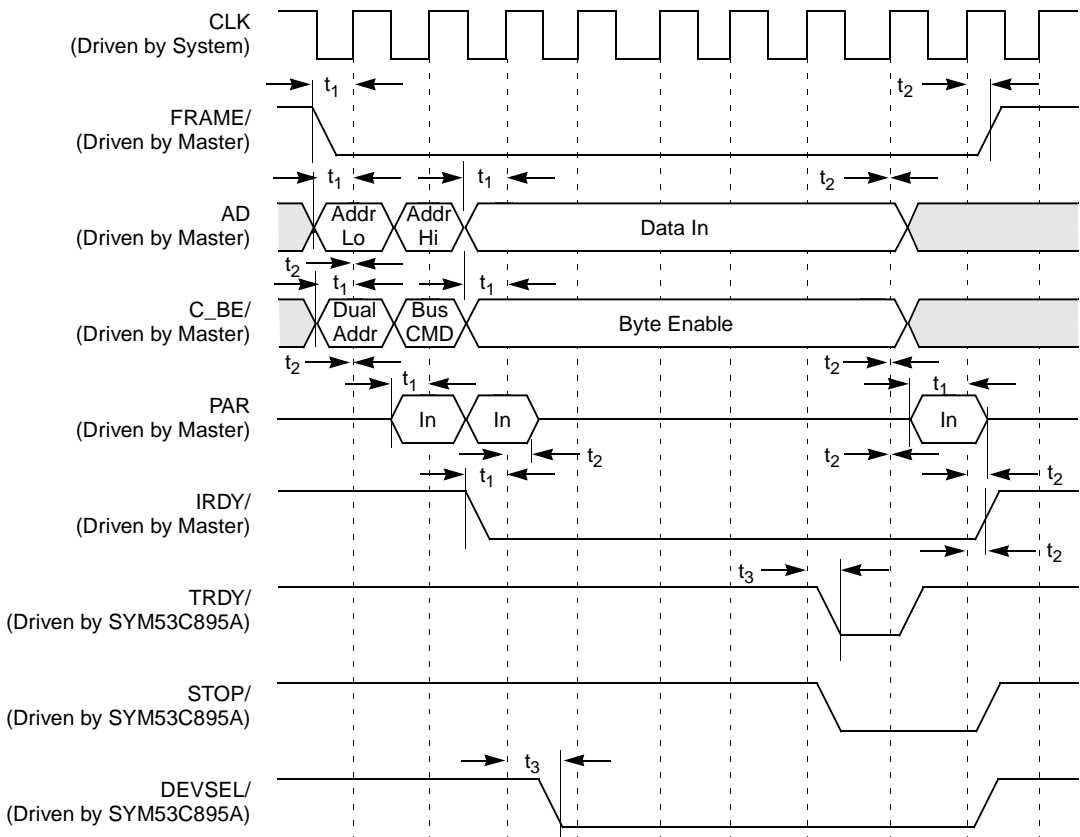 CLK
(Driven by System)
t1
t2
FRAME/
(Driven by Master)
t1
t1
t2
AD
(Driven by Master)
Addr
Lo
Addr
Hi
Data In
t2
t1
t1
C_BE/
(Driven by Master)
Dual
Addr
Bus
CMD
Byte Enable
t2
t2
t1
t1
PAR
(Driven by Master)
In
In
In
t2
t2
t1
t2
IRDY/
(Driven by Master)
t2
t3
TRDY/
(Driven by SYM53C895A)
STOP/
(Driven by SYM53C895A)
t3
DEVSEL/
(Driven by SYM53C895A)